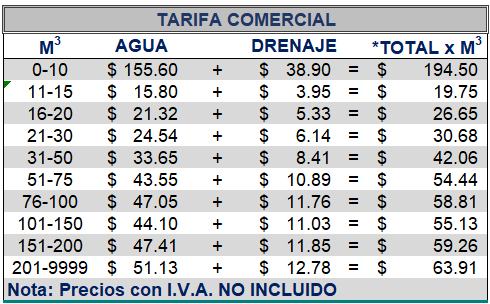 TARIFA COMERCIAL
M³ AGUA DRENAJE *TOTAL x M³
0-10 $ 155.60 + $ 38.90 = $ 194.50
11-15 $ 15.80 + $ 3.95 = $ 19.75
16-20 $ 21.32 + $ 5.33 = $ 26.65
21-30 $ 24.54 + $ 6.14 = $ 30.68
31-50 $ 33.65 + $ 8.41 = $ 42.06
51-75 $ 43.55 + $ 10.89 = $ 54.44
76-100 $ 47.05 + $ 11.76 = $ 58.81
101-150 $ 44.10 + $ 11.03 = $ 55.13
151-200 $ 47.41 + $ 11.85 = $ 59.26
201-9999 $ 51.13 + $ 12.78 = $ 63.91
Nota: Precios con I.V.A. NO INCLUIDO